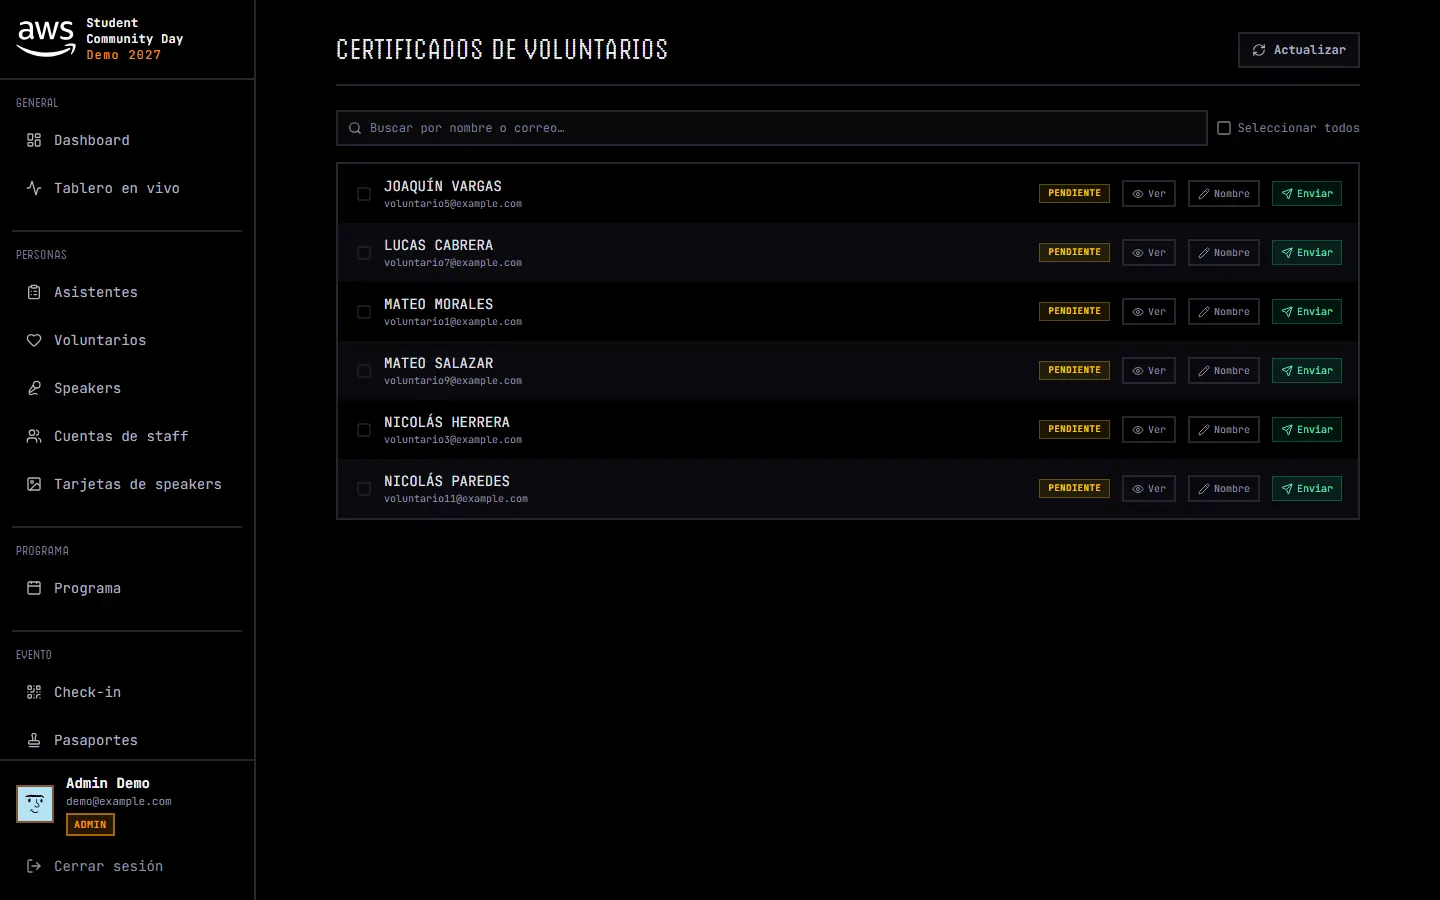 aws
Student
Community Day
Demo 2027
GENERAL
Dashboard
Tablero en vivo
PERSONAS
Asistentes
Voluntarios
Speakers
Cuentas de staff
Tarjetas de speakers
PROGRAMA
Programa
EVENTO
Check-in
Pasaportes
Admin Demo
demo@example.com
ADMIN
Cerrar sesión
CERTIFICADOS DE VOLUNTARIOS
Actualizar
Buscar por nombre o correo…
Seleccionar todos
JOAQUÍN VARGAS
voluntario5@example.com
PENDIENTE Ver Nombre Enviar
LUCAS CABRERA
voluntario7@example.com
PENDIENTE Ver Nombre Enviar
MATEO MORALES
voluntario1@example.com
PENDIENTE Ver Nombre Enviar
MATEO SALAZAR
voluntario9@example.com
PENDIENTE Ver Nombre Enviar
NICOLÁS HERRERA
voluntario3@example.com
PENDIENTE Ver Nombre Enviar
NICOLÁS PAREDES
voluntario11@example.com
PENDIENTE Ver Nombre Enviar